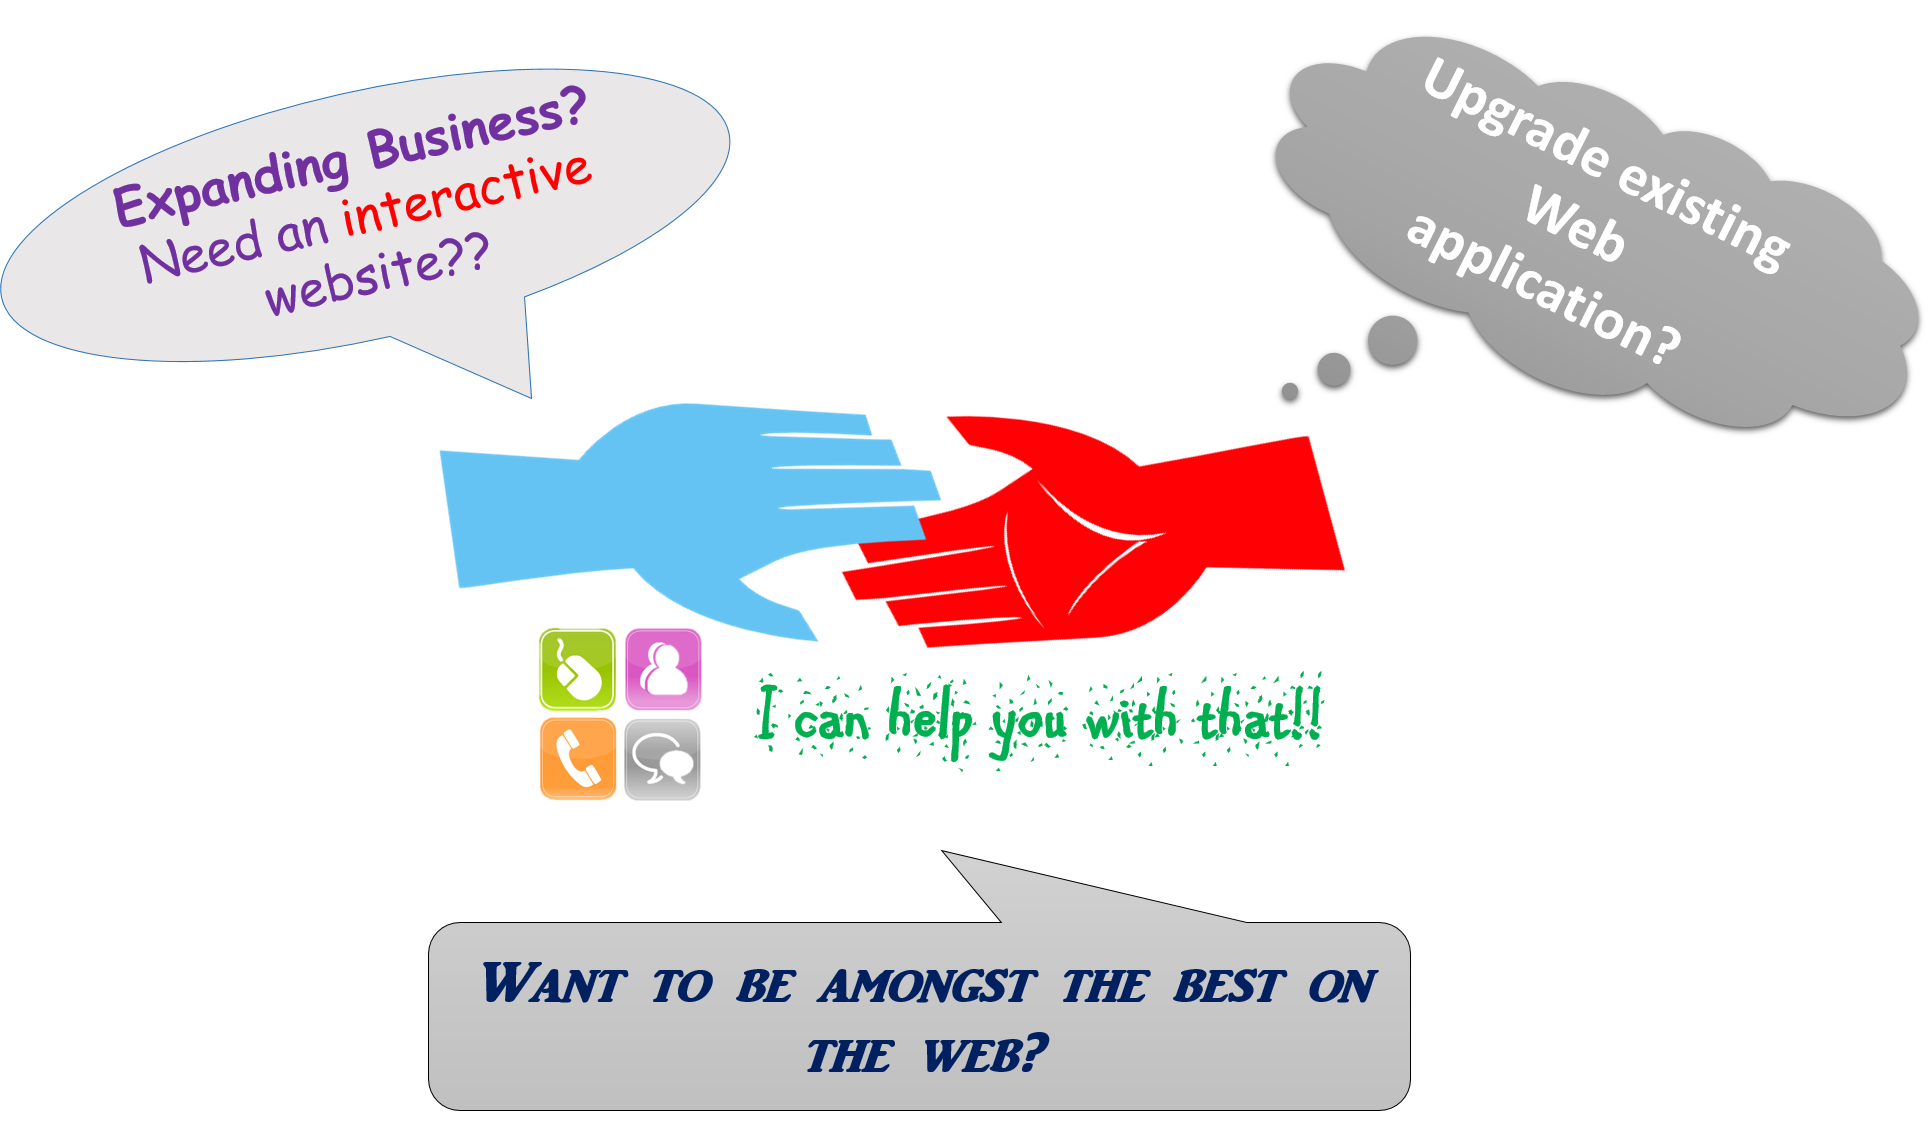 Expanding Business?
Need an interactive
website??
Upgrade existing
Web
application?
I can help you with that!!
WANT TO BE AMONGST THE BEST ON
THE WEB?